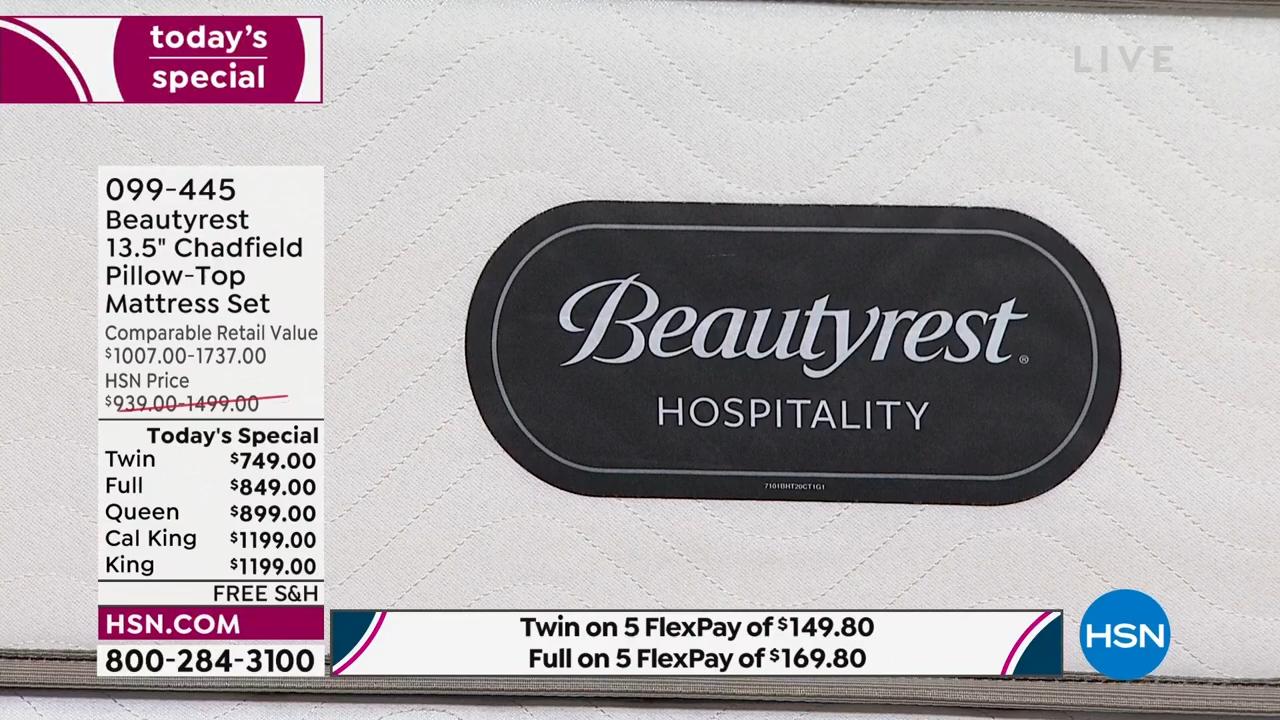 today's
special
LIVE
099-445
Beautyrest
13.5" Chadfield
Pillow-Top
Mattress Set
Comparable Retail Value
$1007.00-1737.00
HSN Price
$939.00-1499.00
Today's Special
Twin $749.00
Full $849.00
Queen $899.00
Cal King $1199.00
King $1199.00
FREE S&H
HSN.COM
800-284-3100
Beautyrest®
HOSPITALITY
7101BHT20CT1G1
Twin on 5 FlexPay of $149.80
Full on 5 FlexPay of $169.80
HSN